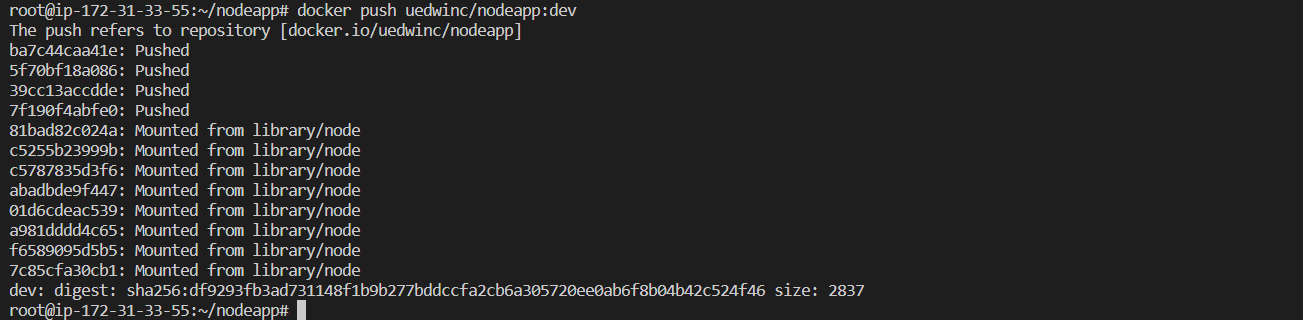 root@ip-172-31-33-55:~/nodeapp# docker push uedwinc/nodeapp:dev
The push refers to repository [docker.io/uedwinc/nodeapp]
ba7c44caa41e: Pushed
5f70bf18a086: Pushed
39cc13accdde: Pushed
7f190f4abfe0: Pushed
81bad82c024a: Mounted from library/node
c5255b23999b: Mounted from library/node
c5787835d3f6: Mounted from library/node
abadbde9f447: Mounted from library/node
01d6cdeac539: Mounted from library/node
a981dddd4c65: Mounted from library/node
f6589095d5b5: Mounted from library/node
7c85cfa30cb1: Mounted from library/node
dev: digest: sha256:df9293fb3ad731148f1b9b277bddccfa2cb6a305720ee0ab6f8b04b42c524f46 size: 2837
root@ip-172-31-33-55:~/nodeapp#